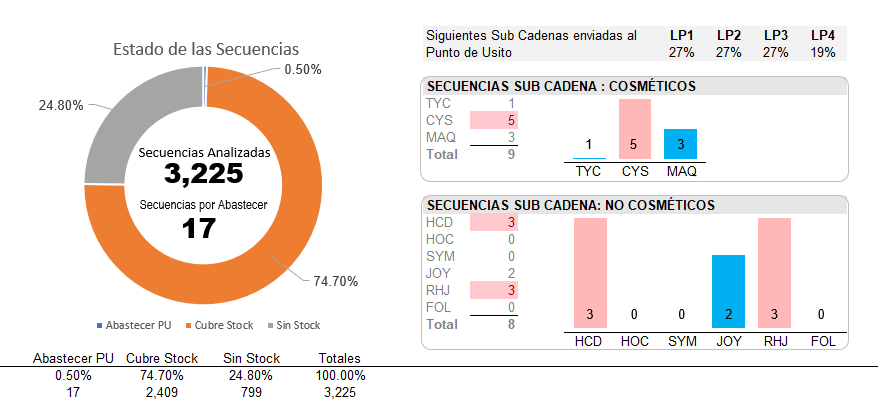 Estado de las Secuencias
0.50%
24.80%
Secuencias Analizadas
3,225
Secuencias por Abastecer
17
74.70%
Abastecer PU Cubre Stock Sin Stock
Abastecer PU Cubre Stock Sin Stock Totales
0.50% 74.70% 24.80% 100.00%
17 2,409 799 3,225
Siguientes Sub Cadenas enviadas al LP1 LP2 LP3 LP4
Punto de Usito 27% 27% 27% 19%
SECUENCIAS SUB CADENA : COSMÉTICOS
TYC 1
CYS 5
MAQ 3
Total 9
1 5 3
TYC CYS MAQ
SECUENCIAS SUB CADENA: NO COSMÉTICOS
HCD 3
HOC 0
SYM 0
JOY 2
RHJ 3
FOL 0
Total 8
3 0 0 2 3 0
HCD HOC SYM JOY RHJ FOL